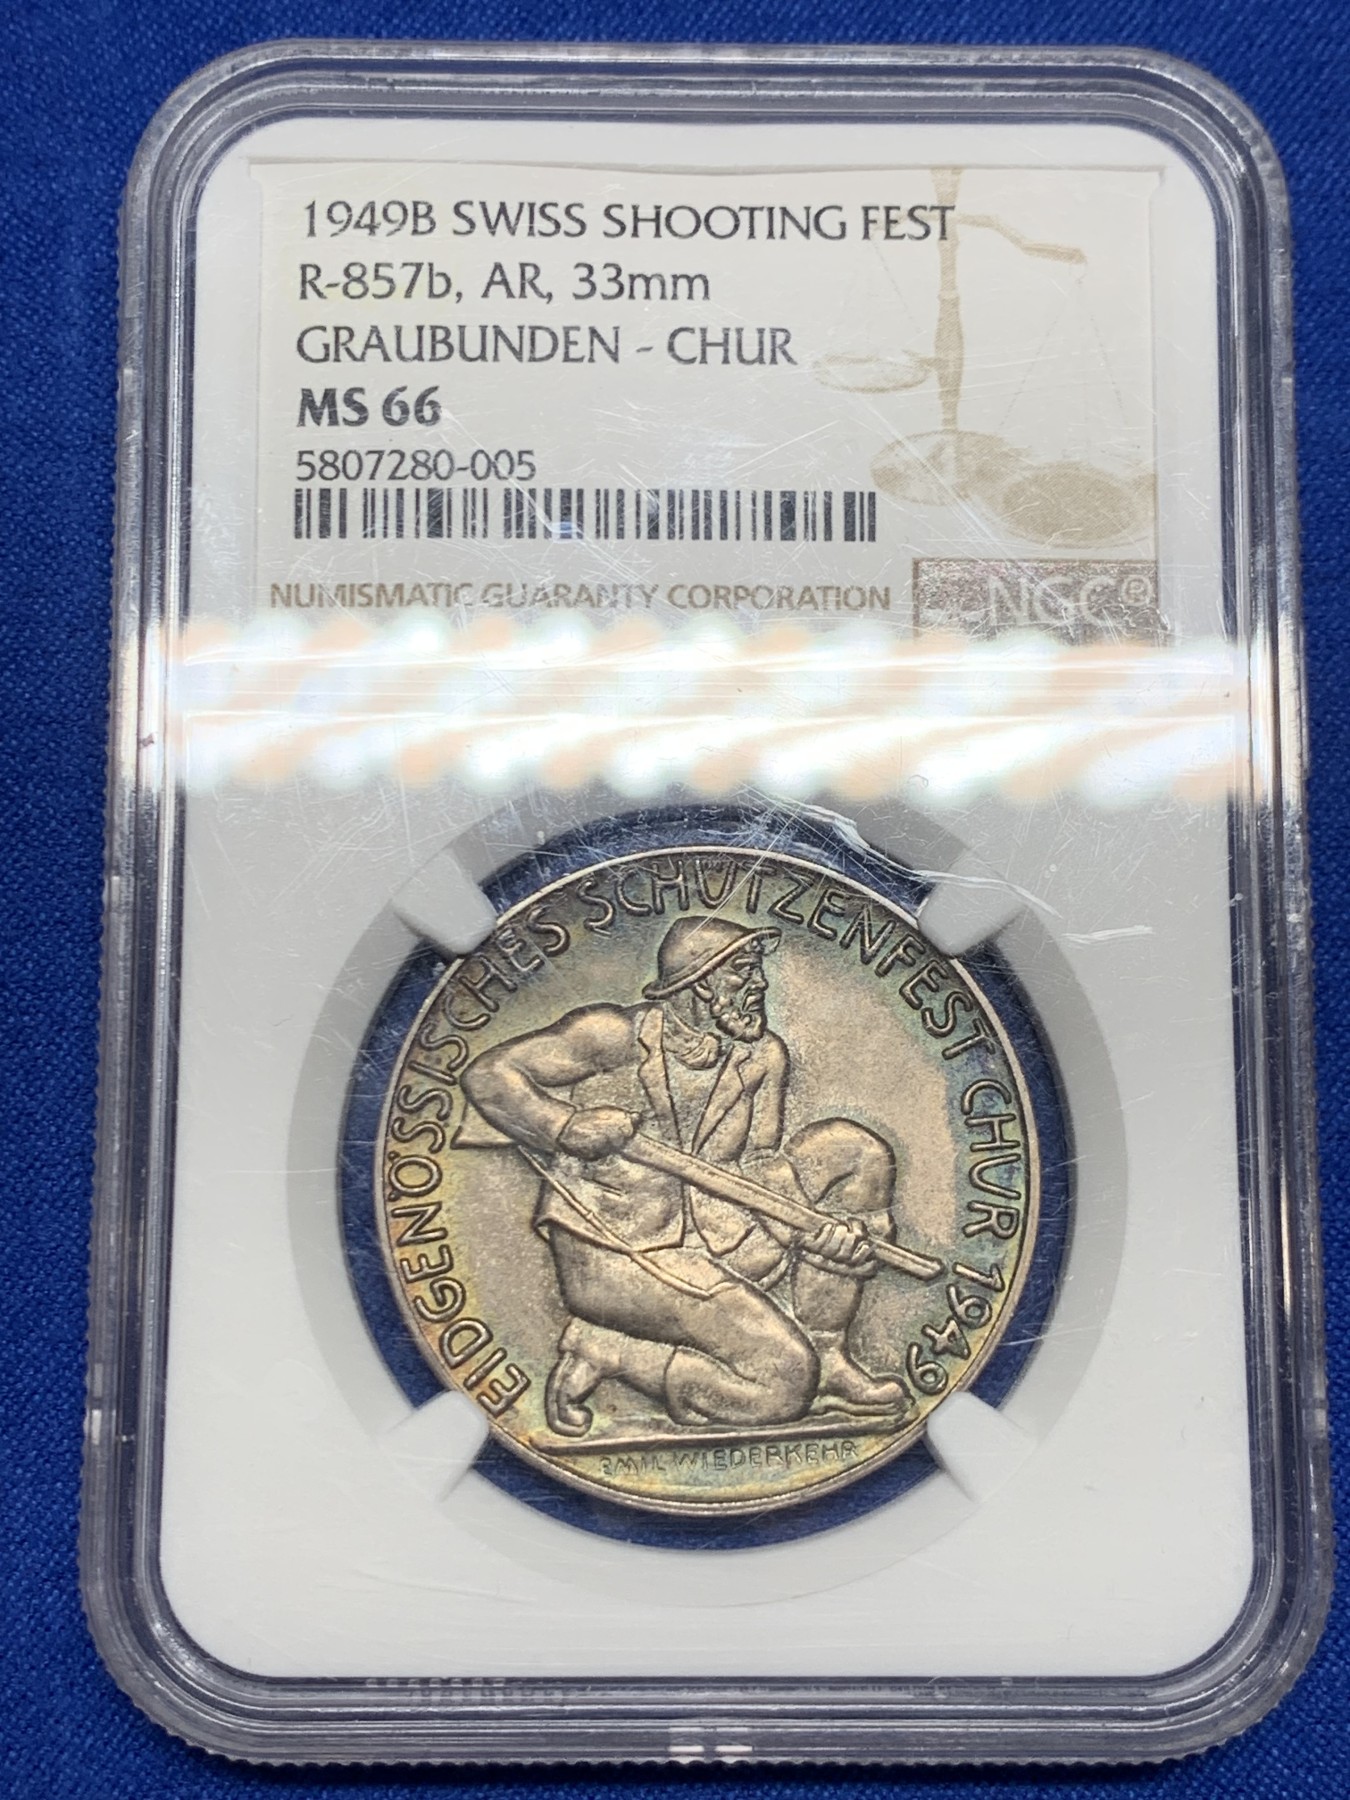 1949B SWISS SHOOTING FEST
R-857b, AR, 33mm
GRAUBUNDEN - CHUR
MS 66
5807280-005
NUMISMATIC GUARANTY CORPORATION
NGC®
EIDGENÖSSISCHES SCHÜTZENFEST CHUR 1949
EMIL WIEDERKEHR